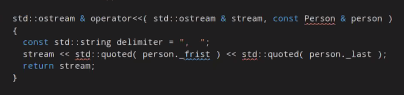 std::ostream & operator<<( std::ostream & stream, const Person & person )
{
  const std::string delimiter = ",  ";
  stream << std::quoted( person._frist ) << std::quoted( person._last );
  return stream;
}